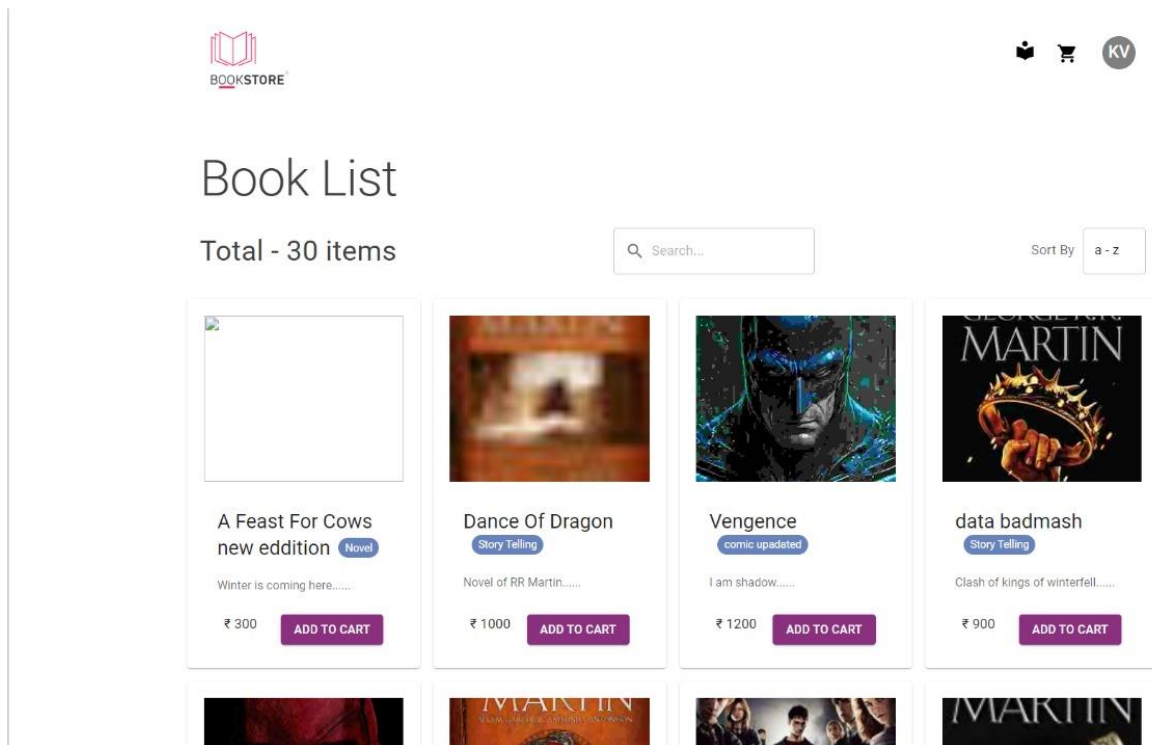 KV
BOOKSTORE
Book List
Total - 30 items
Search...
Sort By
a - z
GEORGE R.R.
MARTIN
A Feast For Cows
new eddition Novel
Winter is coming here......
₹ 300
ADD TO CART
Dance Of Dragon
Story Telling
Novel of RR Martin......
₹ 1000
ADD TO CART
Vengence
comic upadated
I am shadow......
₹ 1200
ADD TO CART
data badmash
Story Telling
Clash of kings of winterfell......
₹ 900
ADD TO CART
MARTIN
MARTIN